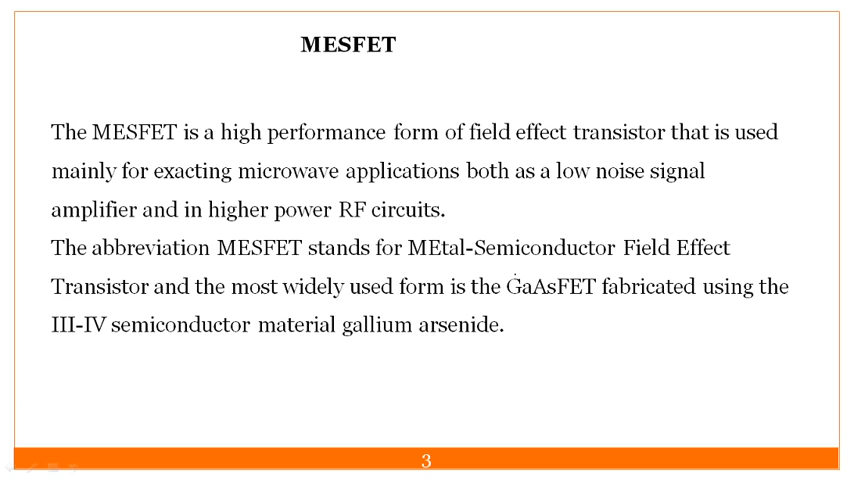 MESFET
The MESFET is a high performance form of field effect transistor that is used
mainly for exacting microwave applications both as a low noise signal
amplifier and in higher power RF circuits.
The abbreviation MESFET stands for MEtal-Semiconductor Field Effect
Transistor and the most widely used form is the GaAsFET fabricated using the
III-IV semiconductor material gallium arsenide.
3